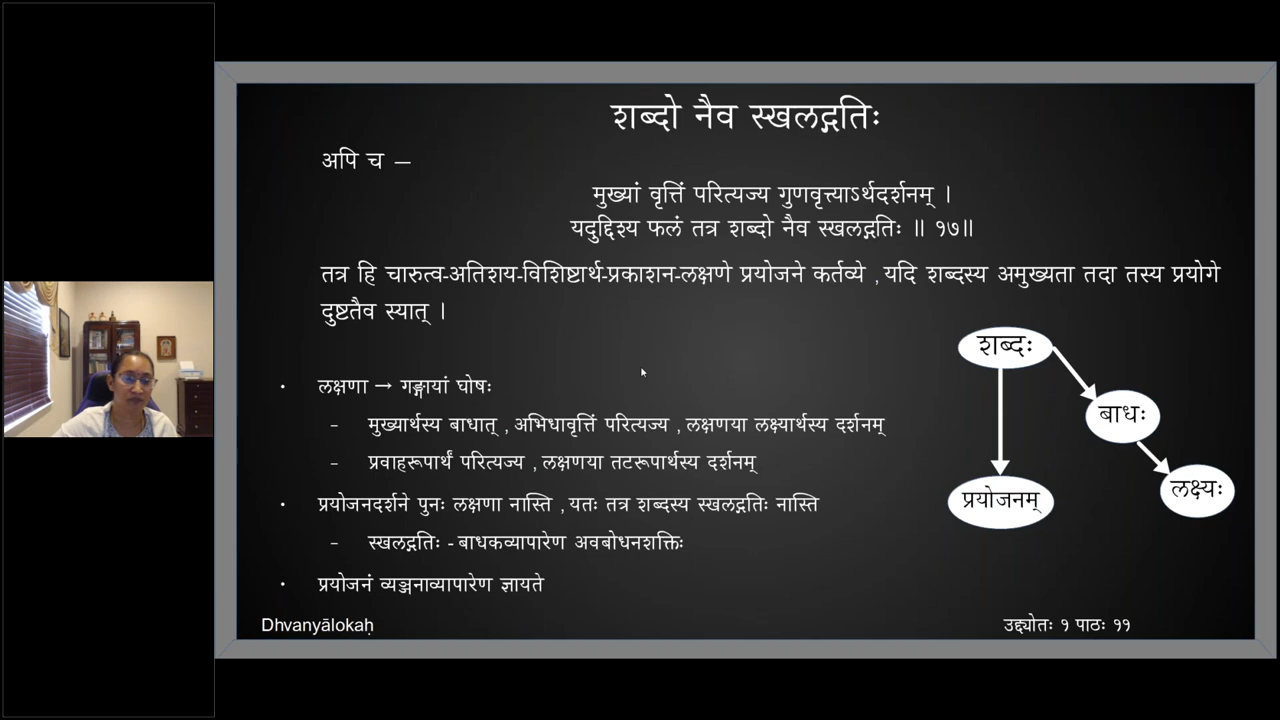 शब्दो नैव स्खलद्गतिः
अपि च –
मुख्यां वृत्तिं परित्यज्य गुणवृत्त्याऽर्थदर्शनम् ।
यदुद्दिश्य फलं तत्र शब्दो नैव स्खलद्गतिः ॥ १७॥
तत्र हि चारुत्व-अतिशय-विशिष्टार्थ-प्रकाशन-लक्षणे प्रयोजने कर्तव्ये , यदि शब्दस्य अमुख्यता तदा तस्य प्रयोगे
दुष्टतैव स्यात् ।
• लक्षणा → गङ्गायां घोषः
– मुख्यार्थस्य बाधात् , अभिधावृत्तिं परित्यज्य , लक्षणया लक्ष्यार्थस्य दर्शनम्
– प्रवाहरूपार्थं परित्यज्य , लक्षणया तटरूपार्थस्य दर्शनम्
• प्रयोजनदर्शने पुनः लक्षणा नास्ति , यतः तत्र शब्दस्य स्खलद्गतिः नास्ति
– स्खलद्गतिः - बाधकव्यापारेण अवबोधनशक्तिः
• प्रयोजनं व्यञ्जनाव्यापारेण ज्ञायते
शब्दः
बाधः
लक्ष्यः
प्रयोजनम्
Dhvanyālokaḥ
उद्द्योतः १ पाठः ११